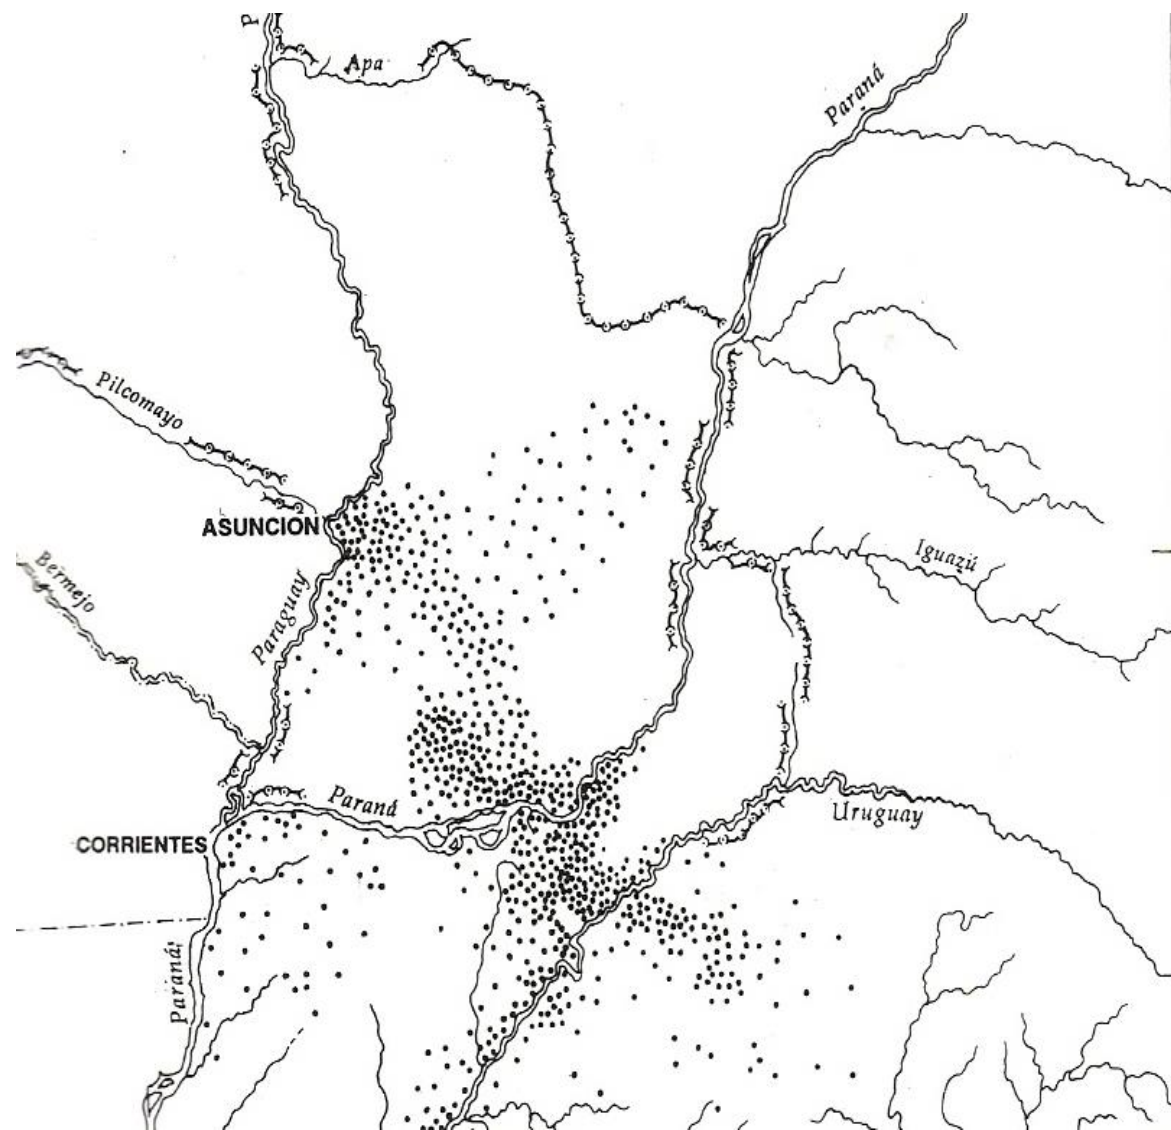 P
Apa
Paraná
Pilcomayo
ASUNCION
Bermejo
Paraguay
Iguazú
Paraná
CORRIENTES
Uruguay
Paraná